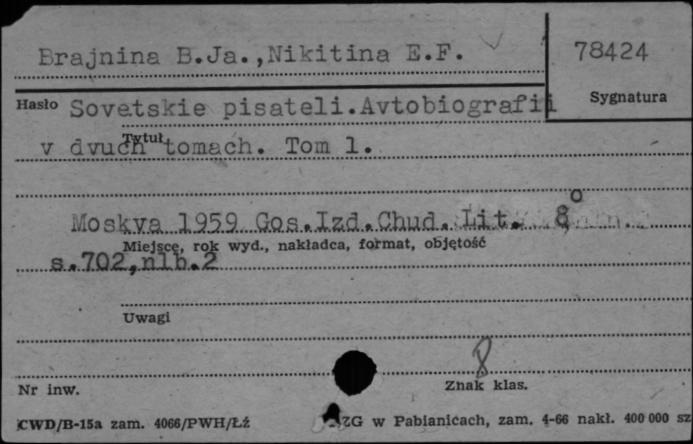 Brajnina B.Ja.,Nikitina E.F.
78424
Hasło
Sygnatura
Sovetskie pisateli.Avtobiografii
Tytuł
v dvuch tomach. Tom 1.
Moskva 1959 Gos.Izd.Chud. Lit. 8o
Miejsce, rok wyd., nakładca, format, objętość
s.702,nlb.2
Uwagi
8
Nr inw.
Znak klas.
CWD/B-15a zam. 4066/PWH/Łź
ZG w Pabianicach, zam. 4-66 nakł. 400 000 sz